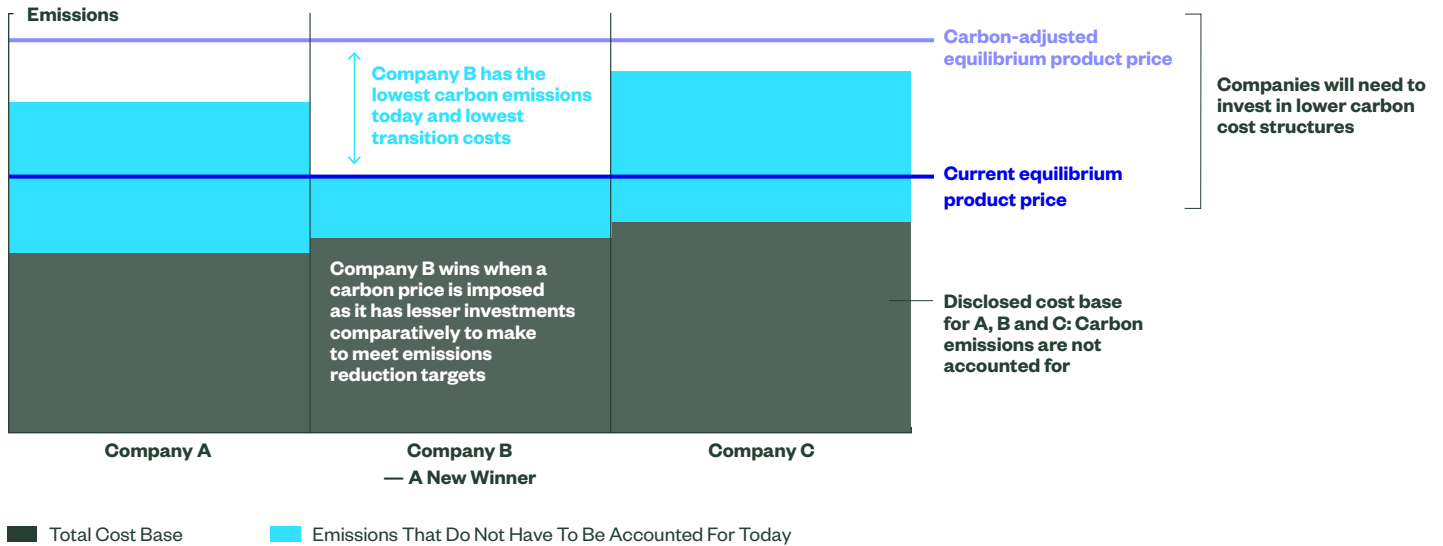 Emissions
Carbon-adjusted
equilibrium product price
Company B has the
lowest carbon emissions
today and lowest
transition costs
Companies will need to
invest in lower carbon
cost structures
Current equilibrium
product price
Company B wins when a
carbon price is imposed
as it has lesser investments
comparatively to make
to meet emissions
reduction targets
Disclosed cost base
for A, B and C: Carbon
emissions are not
accounted for
Company A
Company B
— A New Winner
Company C
Total Cost Base
Emissions That Do Not Have To Be Accounted For Today